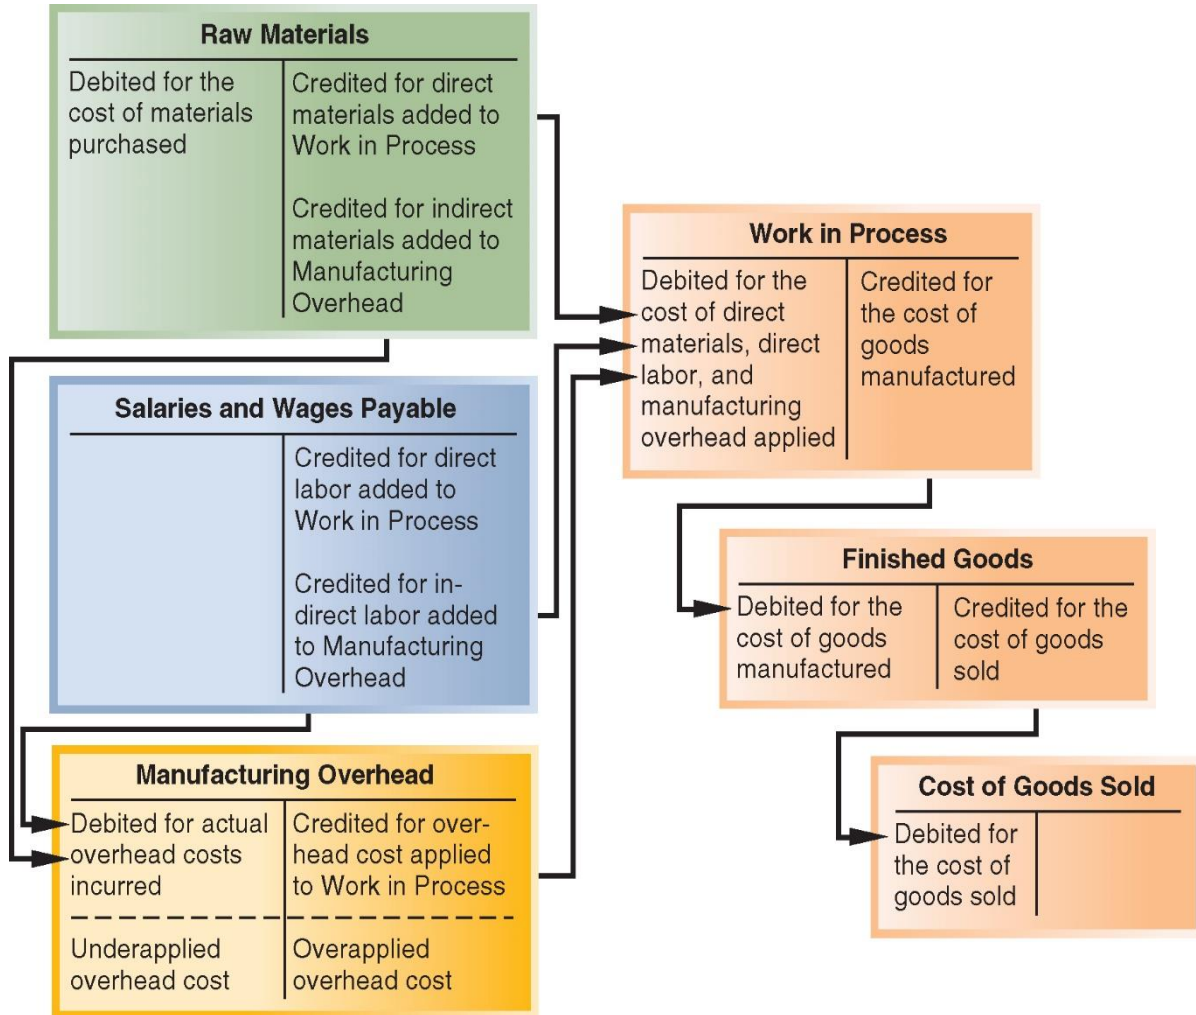 Raw Materials
Debited for the
cost of materials
purchased
Credited for direct
materials added to
Work in Process
Credited for indirect
materials added to
Manufacturing
Overhead
Salaries and Wages Payable
Credited for direct
labor added to
Work in Process
Credited for in-
direct labor added
to Manufacturing
Overhead
Manufacturing Overhead
Debited for actual
overhead costs
incurred
Credited for over-
head cost applied
to Work in Process
Underapplied
overhead cost
Overapplied
overhead cost
Work in Process
Debited for the
cost of direct
materials, direct
labor, and
manufacturing
overhead applied
Credited for
the cost of
goods
manufactured
Finished Goods
Debited for the
cost of goods
manufactured
Credited for the
cost of goods
sold
Cost of Goods Sold
Debited for
the cost of
goods sold